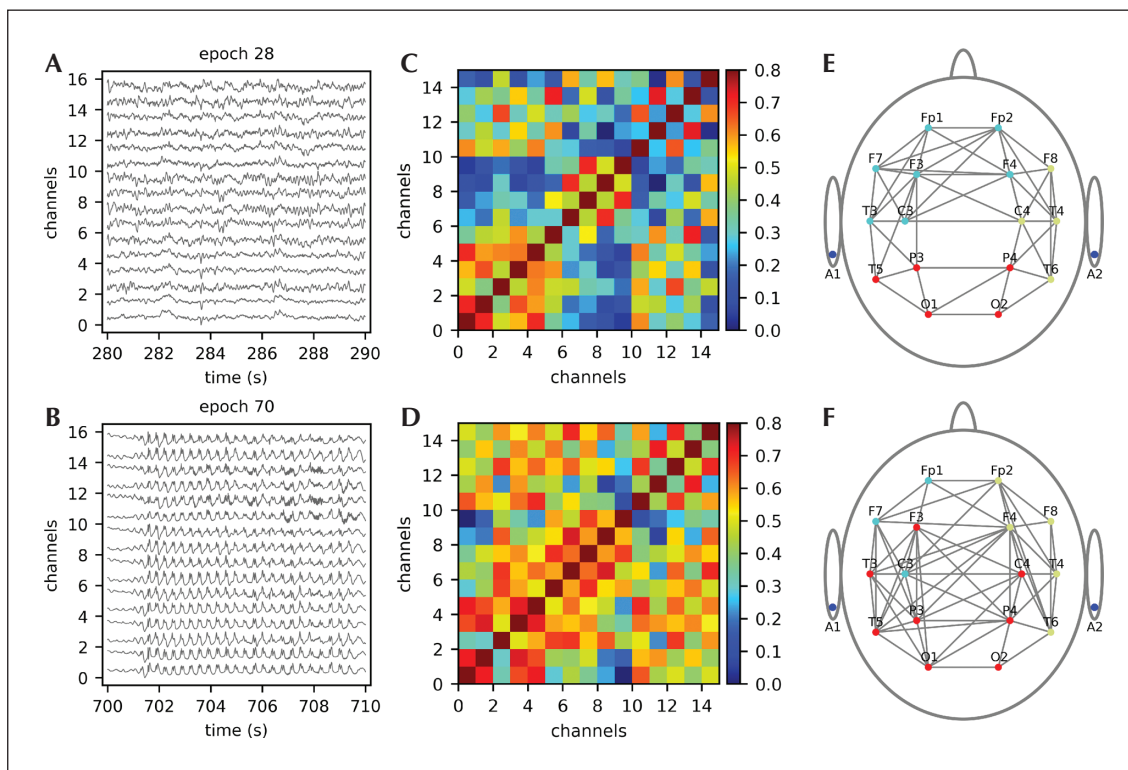 A
epoch 28
16
14
12
10
8
6
4
2
0
channels
280 282 284 286 288 290
time (s)
C
14
12
10
8
6
4
2
0
channels
0 2 4 6 8 10 12 14
channels
0.8
0.7
0.6
0.5
0.4
0.3
0.2
0.1
0.0
E
Fp1 Fp2
F7 F3 F4 F8
T3 C3 C4 T4
A1 T5 P3 P4 T6 A2
O1 O2
B
epoch 70
16
14
12
10
8
6
4
2
0
channels
700 702 704 706 708 710
time (s)
D
14
12
10
8
6
4
2
0
channels
0 2 4 6 8 10 12 14
channels
0.8
0.7
0.6
0.5
0.4
0.3
0.2
0.1
0.0
F
Fp1 Fp2
F7 F3 F4 F8
T3 C3 C4 T4
A1 T5 P3 P4 T6 A2
O1 O2